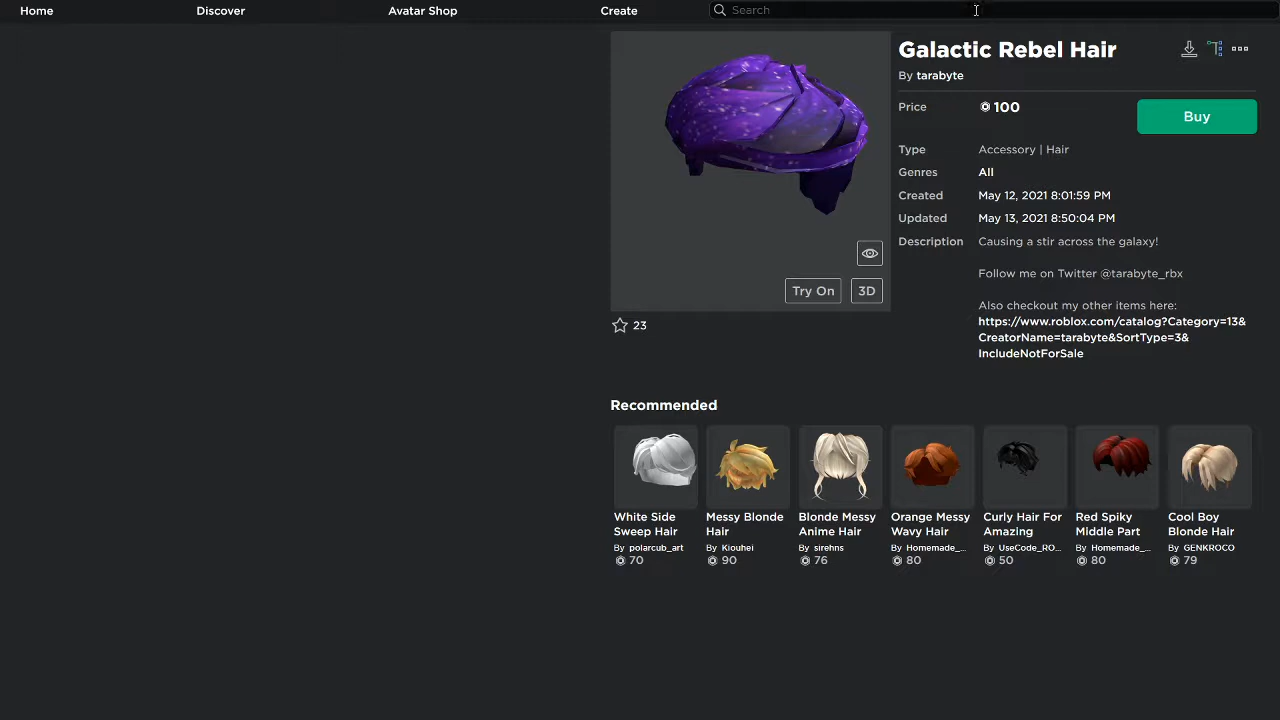 Home Discover Avatar Shop Create Search
Galactic Rebel Hair
By tarabyte
Price 100
Buy
Type Accessory | Hair
Genres All
Created May 12, 2021 8:01:59 PM
Updated May 13, 2021 8:50:04 PM
Description Causing a stir across the galaxy!
Follow me on Twitter @tarabyte_rbx
Also checkout my other items here:
https://www.roblox.com/catalog?Category=13&
CreatorName=tarabyte&SortType=3&
IncludeNotForSale
Try On 3D
23
Recommended
White Side
Sweep Hair
By polarcub_art
70
Messy Blonde
Hair
By Kiouhei
90
Blonde Messy
Anime Hair
By sirehns
76
Orange Messy
Wavy Hair
By Homemade_...
80
Curly Hair For
Amazing
By UseCode_RO...
50
Red Spiky
Middle Part
By Homemade_...
80
Cool Boy
Blonde Hair
By GENKROCO
79